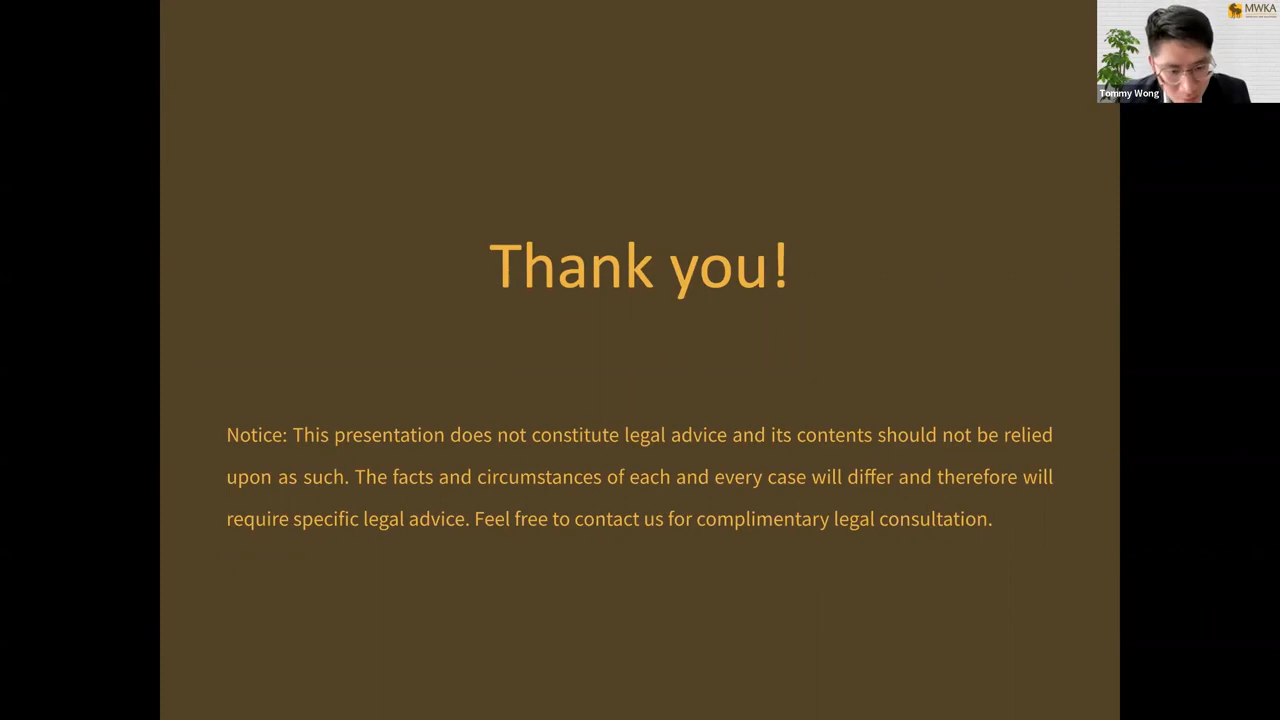 MWKA
Tommy Wong
Thank you!
Notice: This presentation does not constitute legal advice and its contents should not be relied
upon as such. The facts and circumstances of each and every case will differ and therefore will
require specific legal advice. Feel free to contact us for complimentary legal consultation.